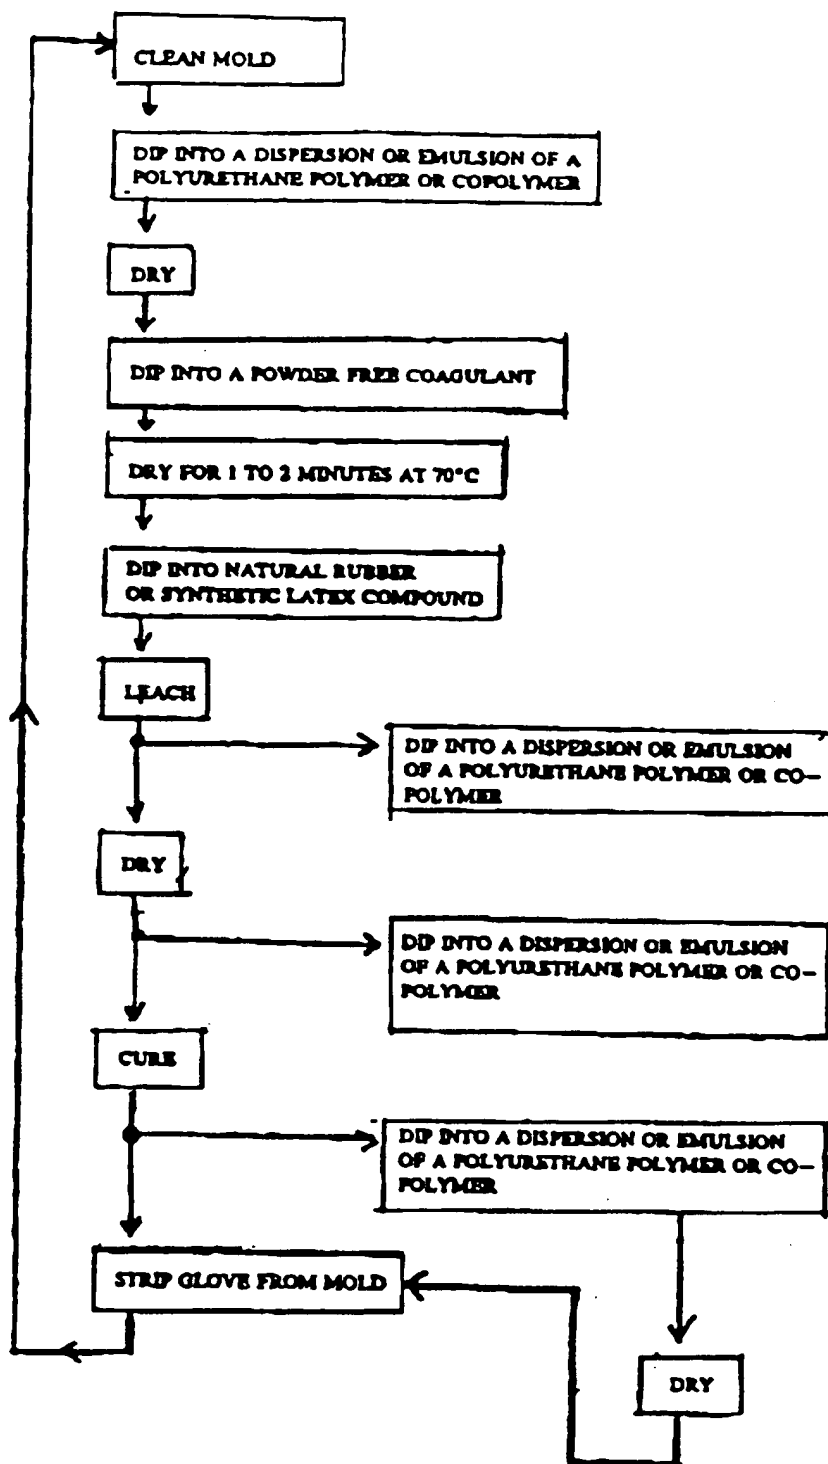 CLEAN MOLD
DIP INTO A DISPERSION OR EMULSION OF A
POLYURETHANE POLYMER OR COPOLYMER
DRY
DIP INTO A POWDER FREE COAGULANT
DRY FOR 1 TO 2 MINUTES AT 70°C
DIP INTO NATURAL RUBBER
OR SYNTHETIC LATEX COMPOUND
LEACH
DIP INTO A DISPERSION OR EMULSION
OF A POLYURETHANE POLYMER OR CO-
POLYMER
DRY
DIP INTO A DISPERSION OR EMULSION
OF A POLYURETHANE POLYMER OR CO-
POLYMER
CURE
DIP INTO A DISPERSION OR EMULSION
OF A POLYURETHANE POLYMER OR CO-
POLYMER
STRIP GLOVE FROM MOLD
DRY